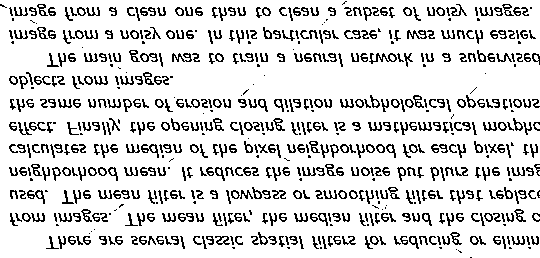 There are several classic spatial filters for reducing or elimin
from images. The mean filter, the median filter and the closing o
used. The mean filter is a lowpass or smoothing filter that replace
neighborhood mean. It reduces the image noise but blurs the imag
calculates the median of the pixel neighborhood for each pixel, th
effect. Finally, the opening closing filter is a mathematical morpho
the same number of erosion and dilation morphological operations
objects from images.
The main goal was to train a neural network in a supervised
image from a noisy one. In this particular case, it was much easier
image from a clean one than to clean a subset of noisy images.